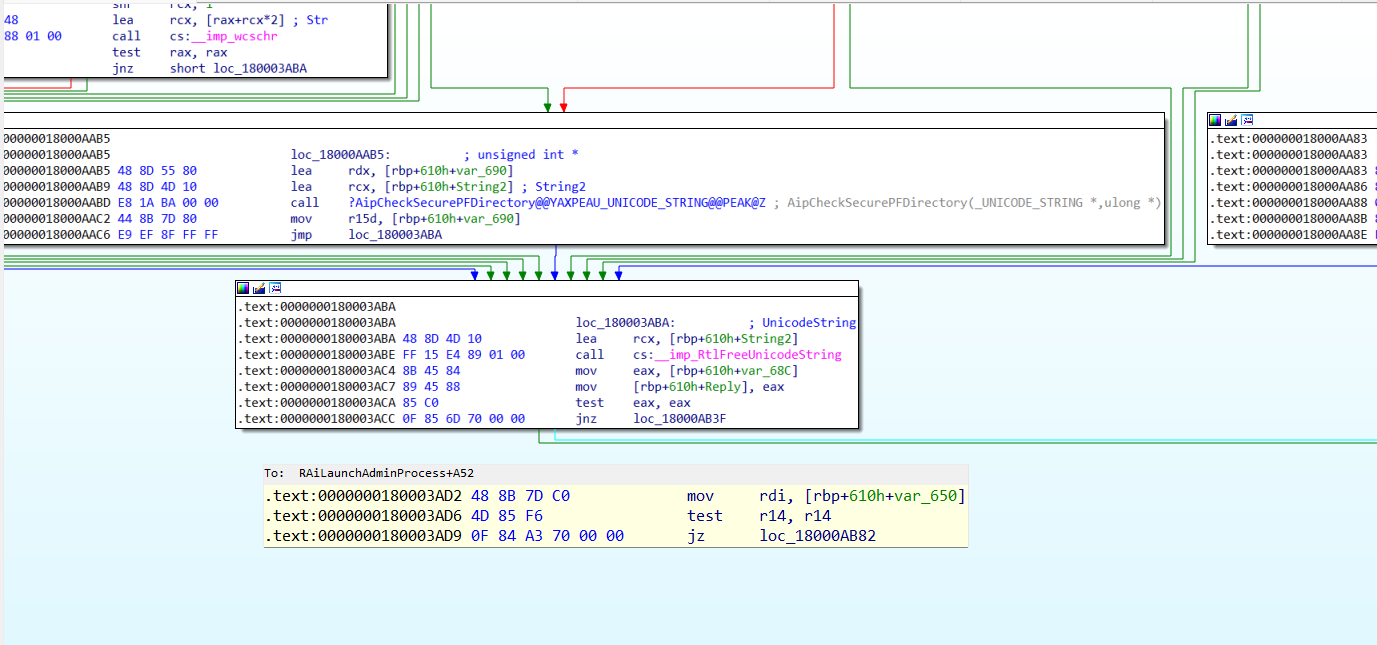 shr rcx, 1
48 lea rcx, [rax+rcx*2] ; Str
88 01 00 call cs:__imp_wcschr
test rax, rax
jnz short loc_180003ABA
00000018000AAB5
00000018000AAB5 loc_18000AAB5: ; unsigned int *
00000018000AAB5 48 8D 55 80 lea rdx, [rbp+610h+var_690]
00000018000AAB9 48 8D 4D 10 lea rcx, [rbp+610h+String2] ; String2
00000018000AABD E8 1A BA 00 00 call ?AipCheckSecurePFDirectory@@YAXPEAU_UNICODE_STRING@@PEAK@Z ; AipCheckSecurePFDirectory(_UNICODE_STRING *,ulong *)
00000018000AAC2 44 8B 7D 80 mov r15d, [rbp+610h+var_690]
00000018000AAC6 E9 EF 8F FF FF jmp loc_180003ABA
.text:000000018000AA83
.text:000000018000AA83
.text:000000018000AA83
.text:000000018000AA86
.text:000000018000AA88
.text:000000018000AA8B
.text:000000018000AA8E
.text:0000000180003ABA
.text:0000000180003ABA loc_180003ABA: ; UnicodeString
.text:0000000180003ABA 48 8D 4D 10 lea rcx, [rbp+610h+String2]
.text:0000000180003ABE FF 15 E4 89 01 00 call cs:__imp_RtlFreeUnicodeString
.text:0000000180003AC4 8B 45 84 mov eax, [rbp+610h+var_68C]
.text:0000000180003AC7 89 45 88 mov [rbp+610h+Reply], eax
.text:0000000180003ACA 85 C0 test eax, eax
.text:0000000180003ACC 0F 85 6D 70 00 00 jnz loc_18000AB3F
To: RAiLaunchAdminProcess+A52
.text:0000000180003AD2 48 8B 7D C0 mov rdi, [rbp+610h+var_650]
.text:0000000180003AD6 4D 85 F6 test r14, r14
.text:0000000180003AD9 0F 84 A3 70 00 00 jz loc_18000AB82